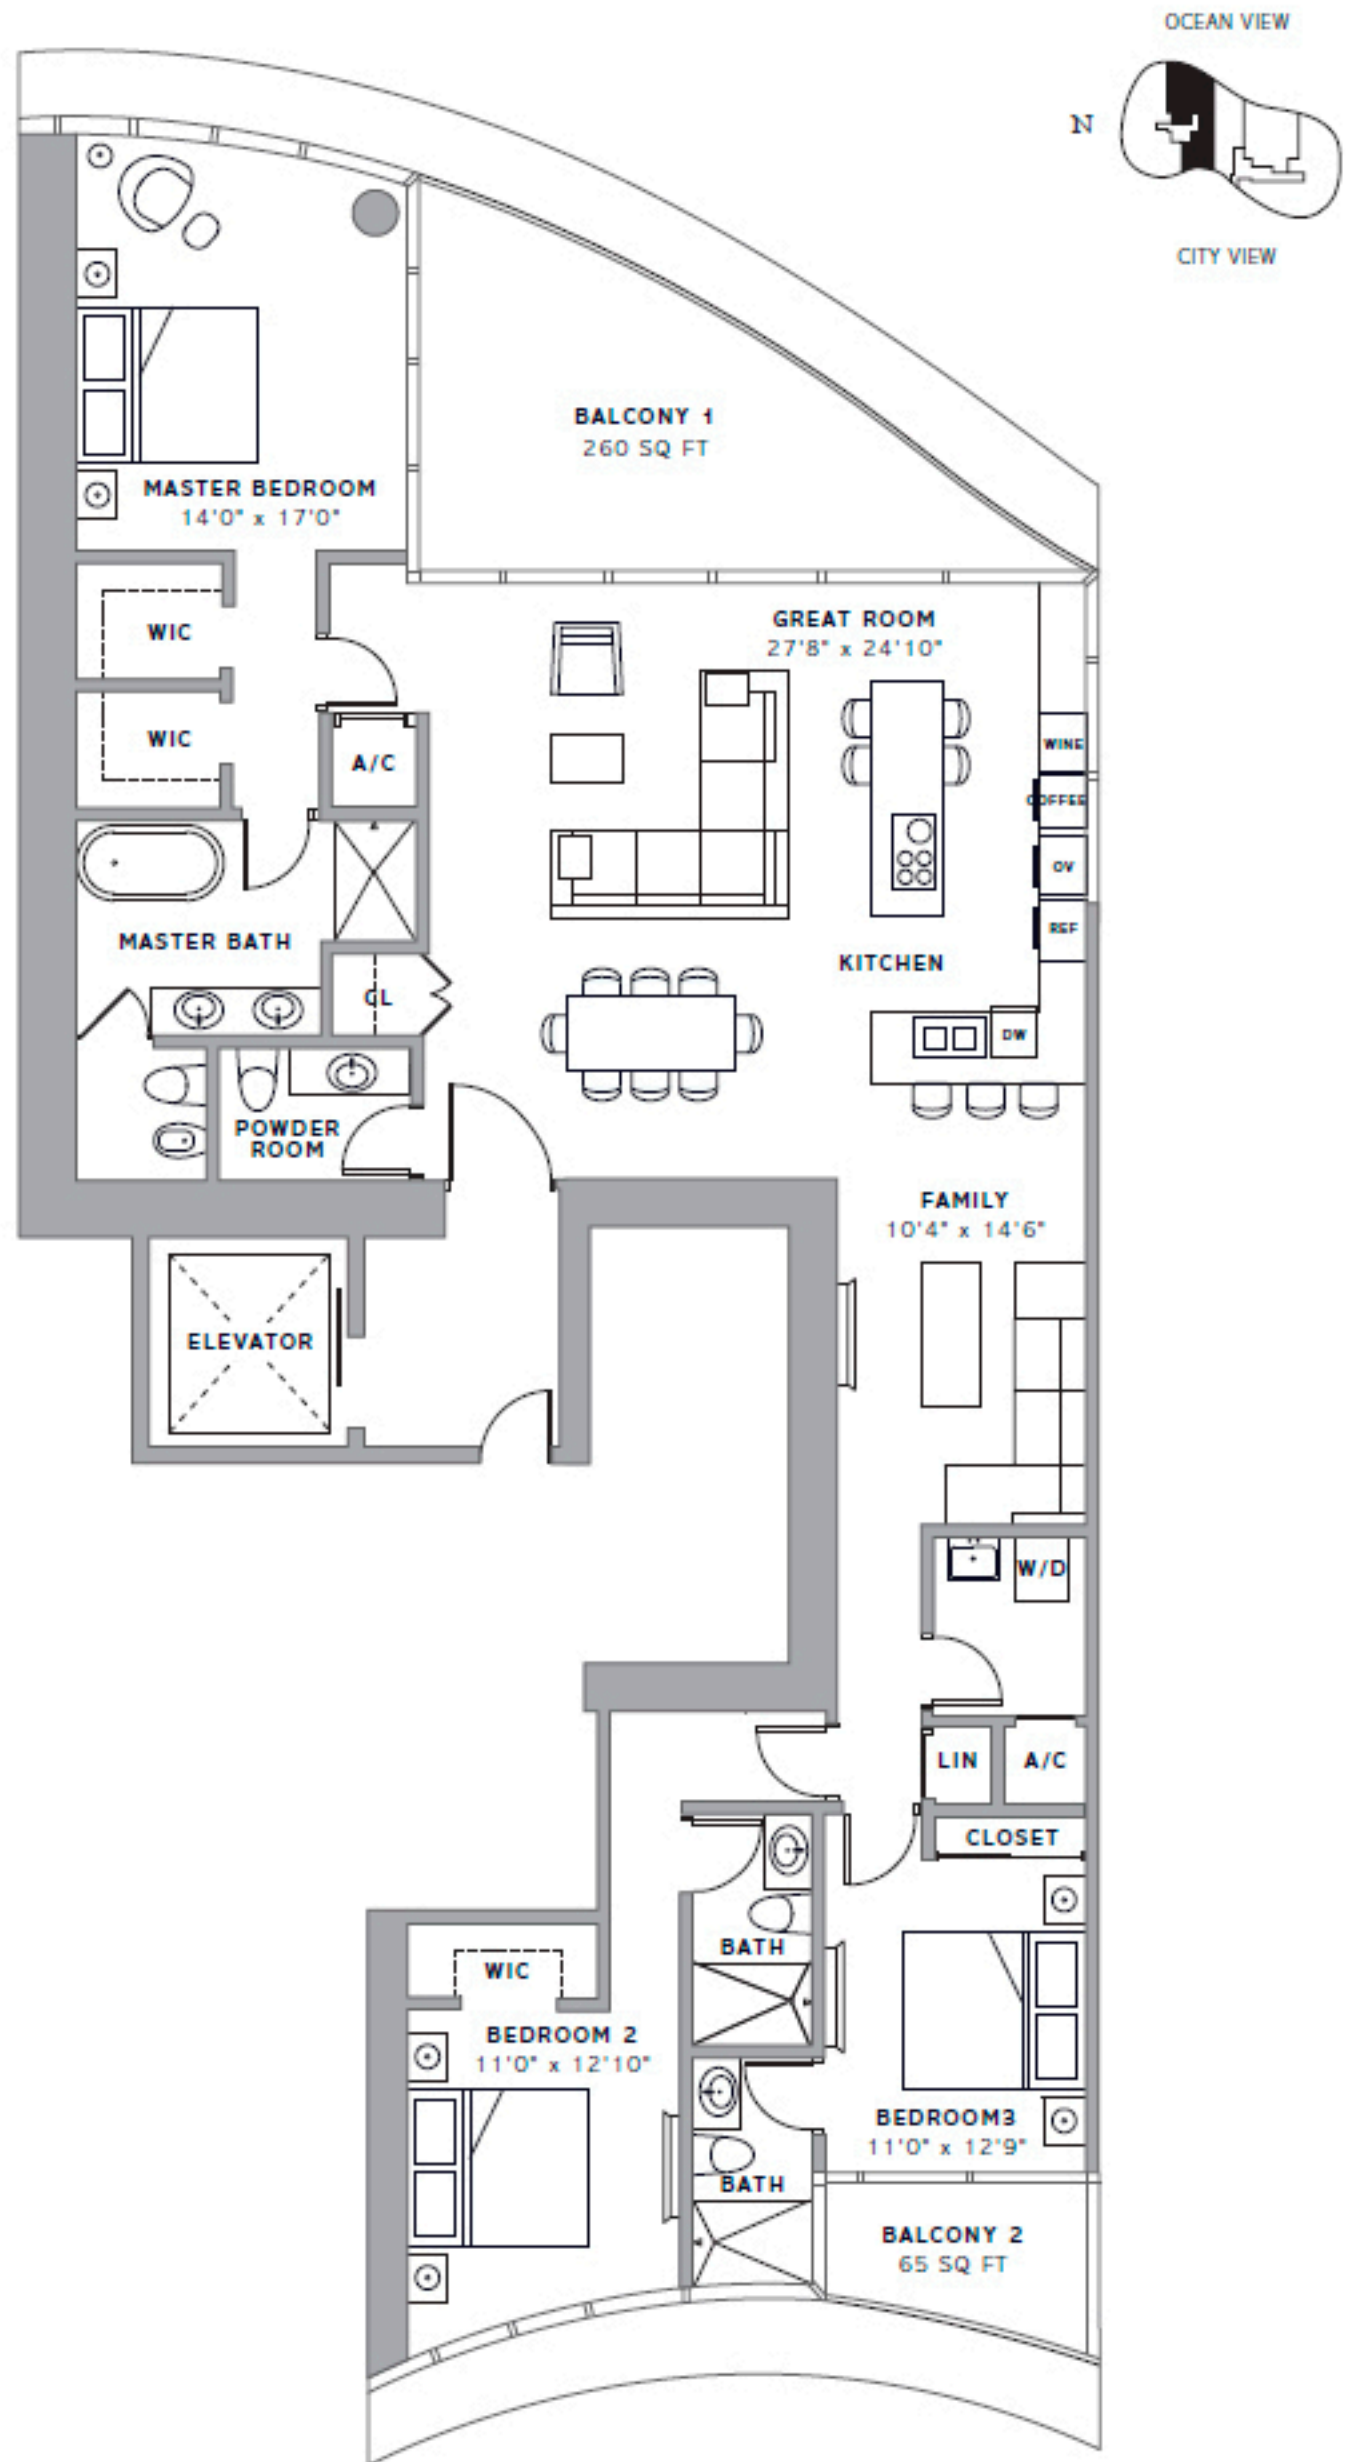 OCEAN VIEW
N
CITY VIEW
BALCONY 1
260 SQ FT
MASTER BEDROOM
14'0" x 17'0"
GREAT ROOM
27'8" x 24'10"
WIC
WIC
A/C
WINE
COFFEE
OV
REF
MASTER BATH
KITCHEN
CL
DW
POWDER
ROOM
FAMILY
10'4" x 14'6"
ELEVATOR
W/D
LIN
A/C
CLOSET
BATH
WIC
BEDROOM 2
11'0" x 12'10"
BEDROOM3
11'0" x 12'9"
BATH
BALCONY 2
65 SQ FT